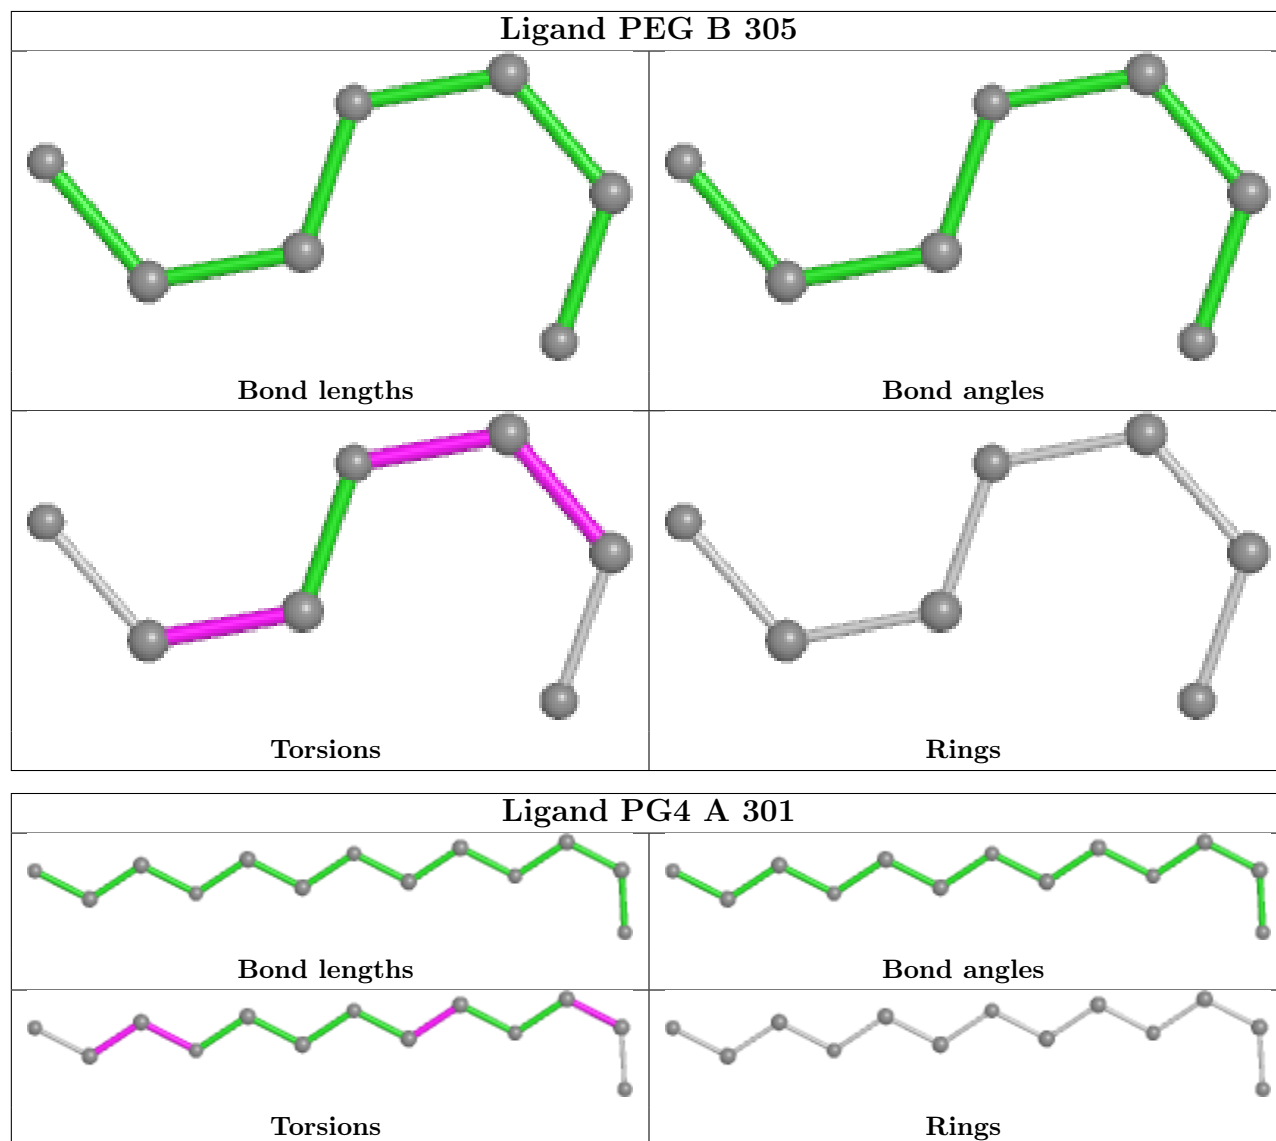 Ligand PEG B 305
Bond lengths
Bond angles
Torsions
Rings
Ligand PG4 A 301
Bond lengths
Bond angles
Torsions
Rings